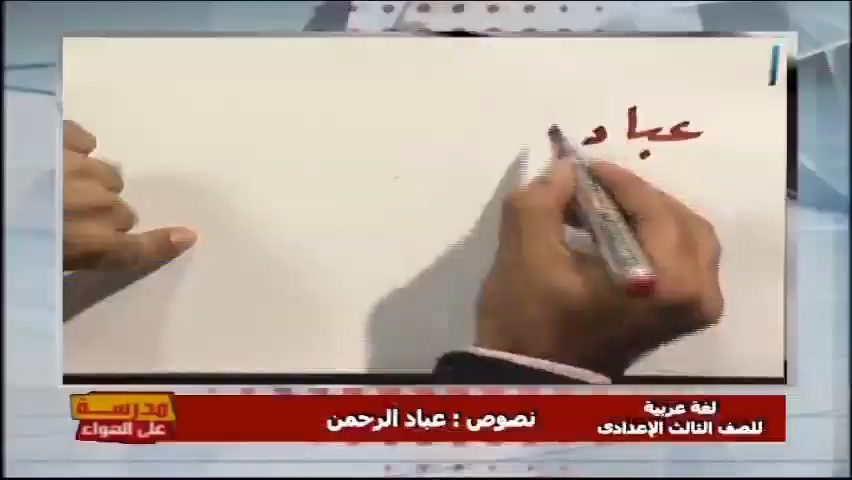 عباد
لغة عربية
للصف الثالث الإعدادى
نصوص : عباد الرحمن
مدرسة
على الهواء